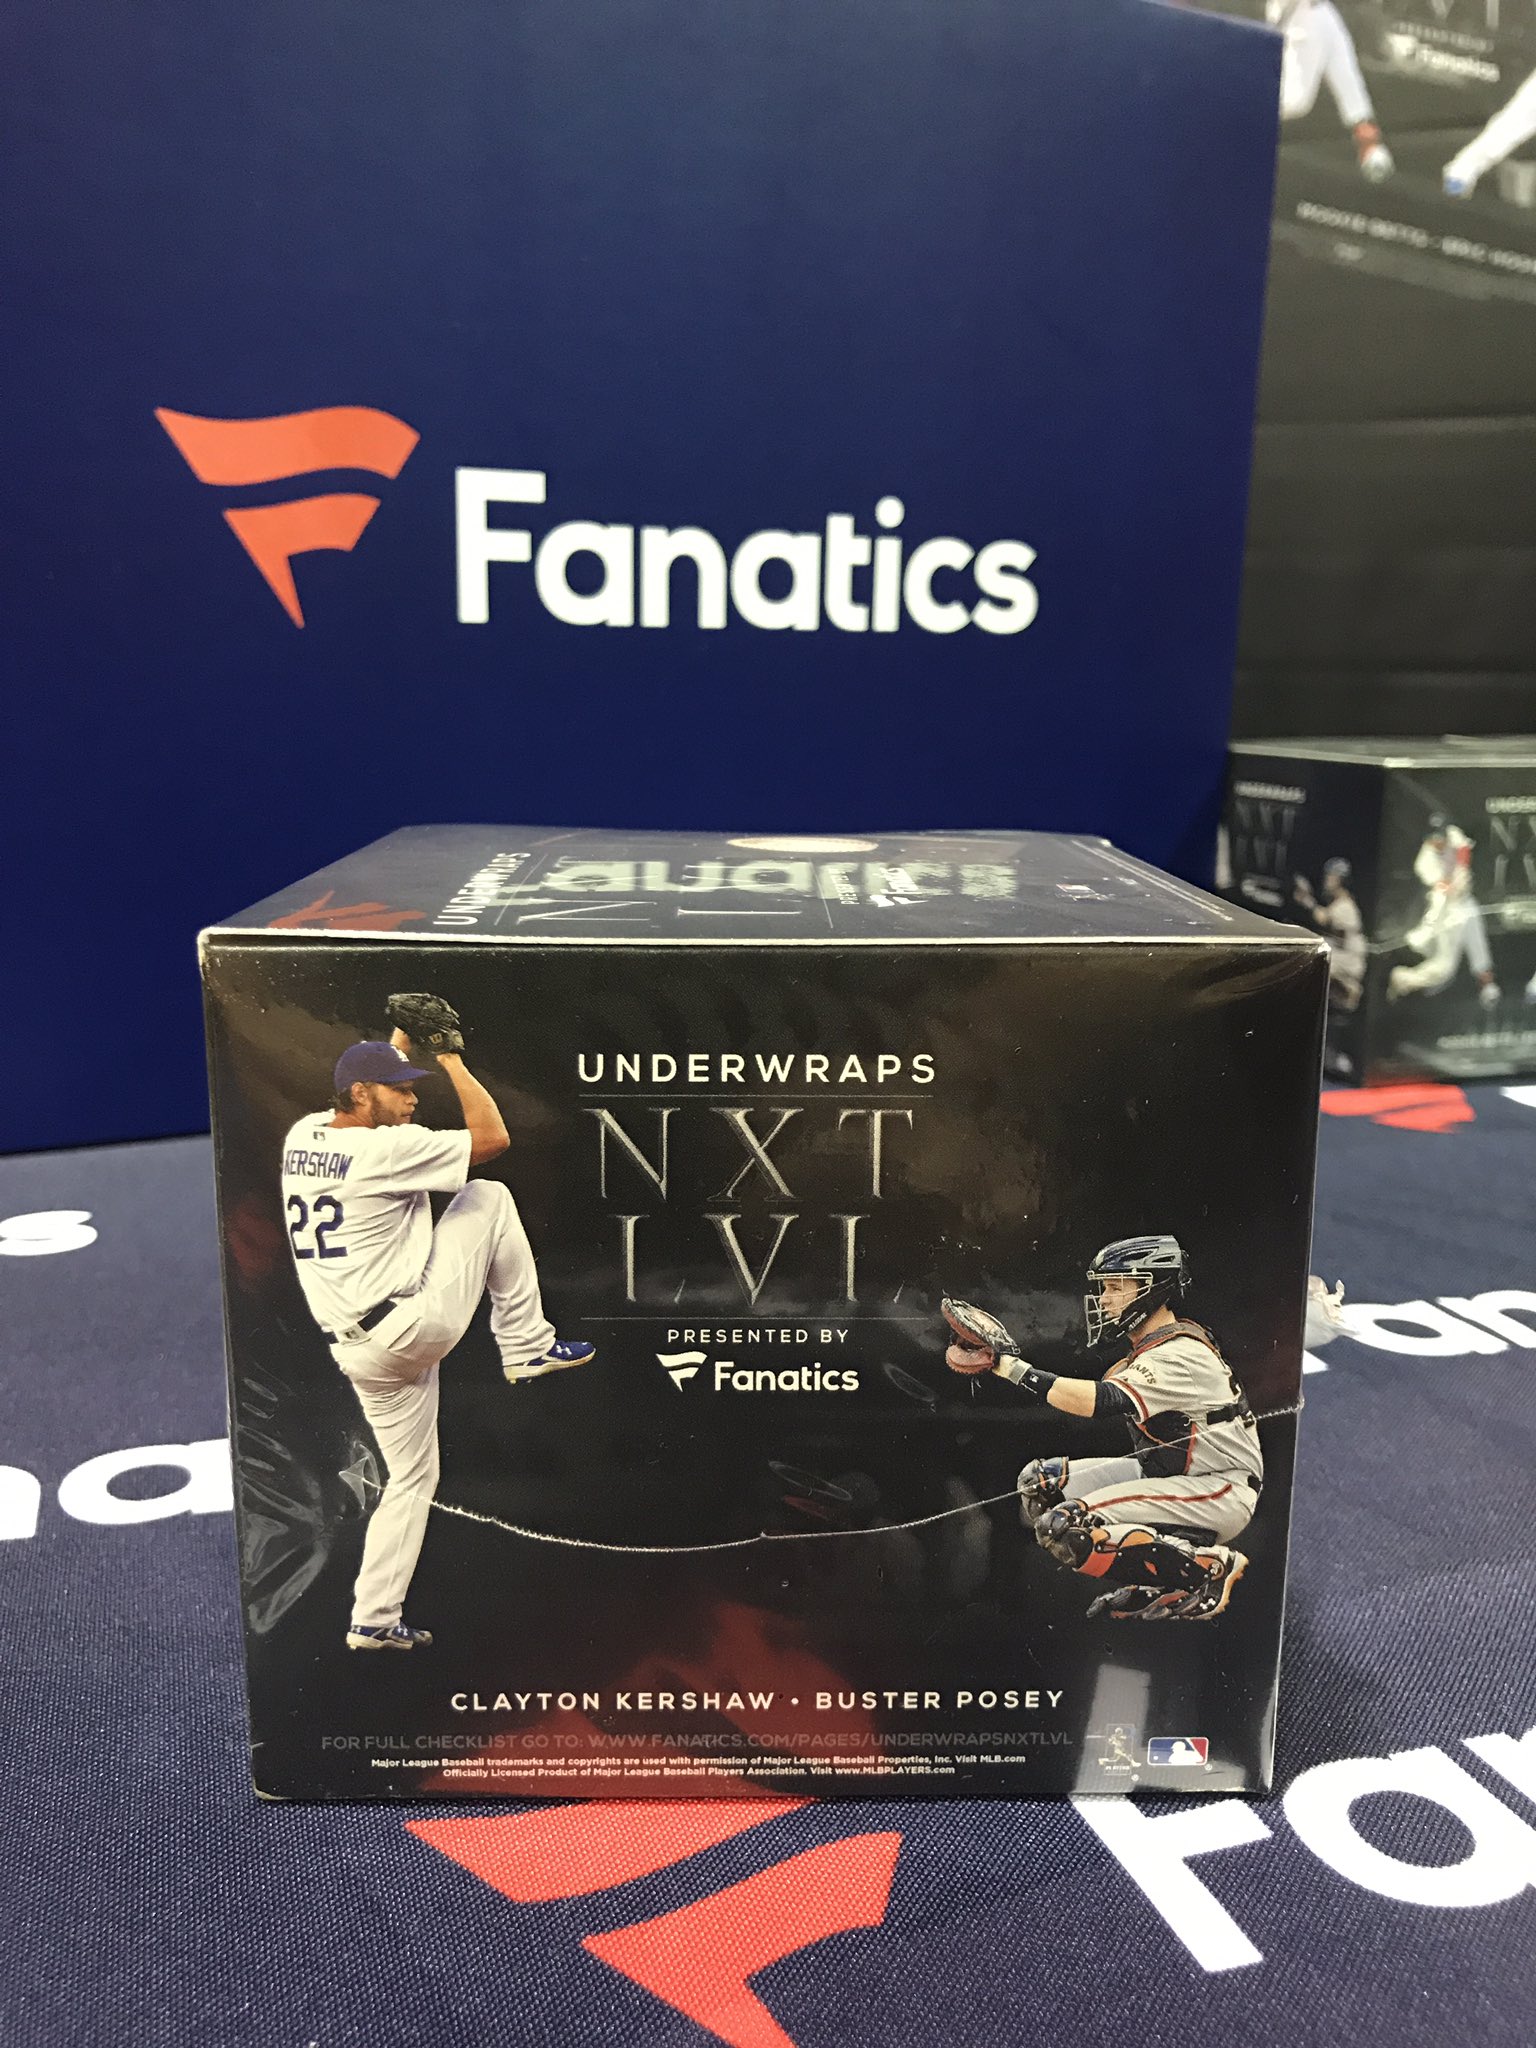 Fanatics
Fanatics
UNDERWRAPS
UNDERWRAPS
NXT
LVL
PRESENTED BY
Fanatics
KERSHAW
22
CLAYTON KERSHAW • BUSTER POSEY
FOR FULL CHECKLIST GO TO: WWW.FANATICS.COM/PAGES/UNDERWRAPSNXTLVL
Major League Baseball trademarks and copyrights are used with permission of Major League Baseball Properties, Inc. Visit MLB.com
Officially Licensed Product of Major League Baseball Players Association. Visit www.MLBPLAYERS.com